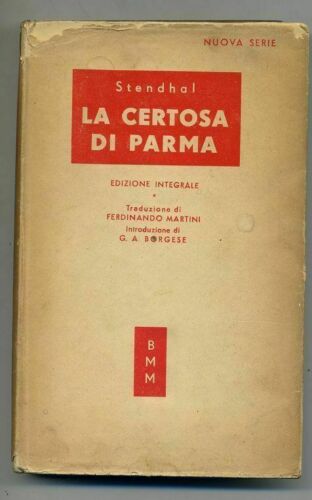 NUOVA SERIE
Stendhal
LA CERTOSA
DI PARMA
EDIZIONE INTEGRALE
Traduzione di
FERDINANDO MARTINI
Introduzione di
G. A. BORGESE
B
M
M